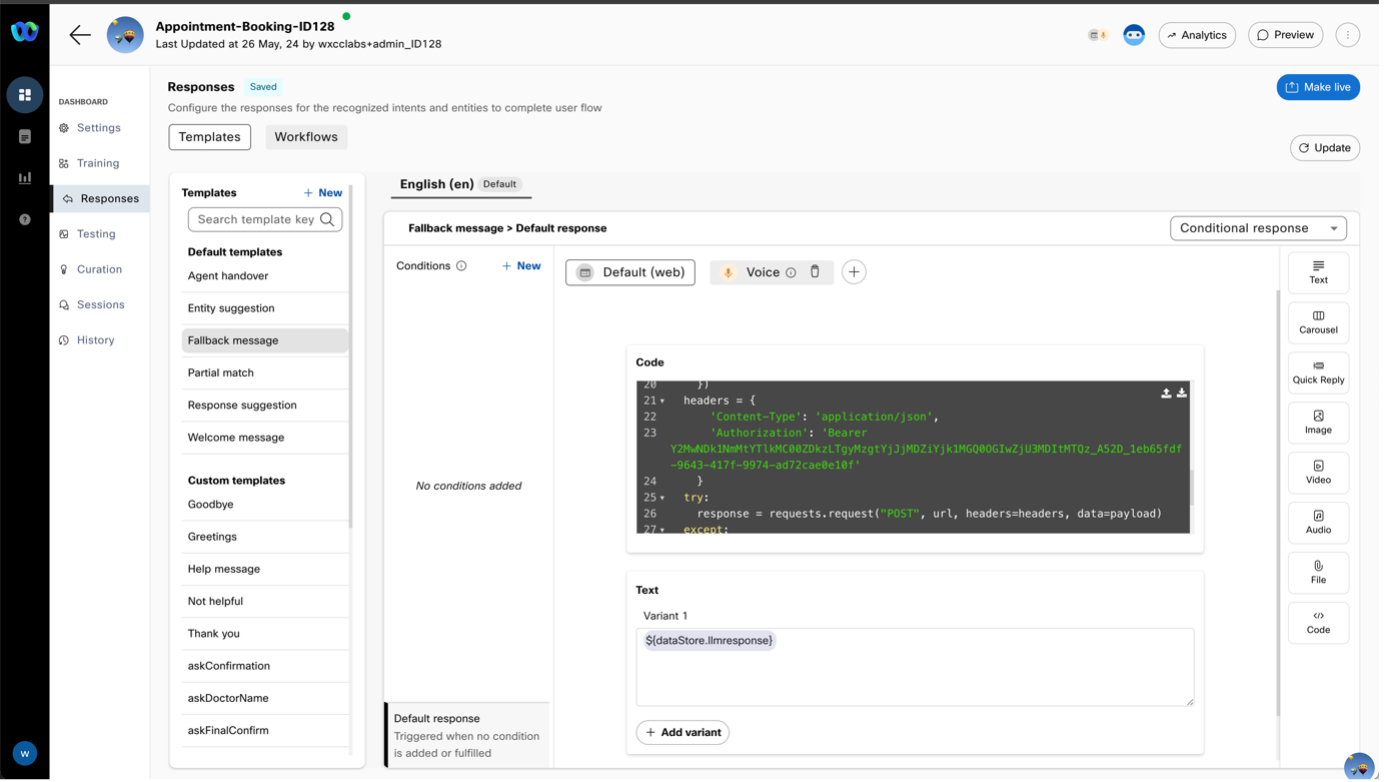 Appointment-Booking-ID128
Last Updated at 26 May, 24 by wxcclabs+admin_ID128
Analytics
Preview
DASHBOARD
Settings
Training
Responses
Testing
Curation
Sessions
History
Responses
Saved
Configure the responses for the recognized intents and entities to complete user flow
Make live
Templates
Workflows
Update
Templates
+ New
Search template key
Default templates
Agent handover
Entity suggestion
Fallback message
Partial match
Response suggestion
Welcome message
Custom templates
Goodbye
Greetings
Help message
Not helpful
Thank you
askConfirmation
askDoctorName
askFinalConfirm
English (en) Default
Fallback message > Default response
Conditional response
Conditions
+ New
No conditions added
Default response
Triggered when no condition
is added or fulfilled
Default (web)
Voice
Code
20 })
21 headers = {
22 'Content-Type': 'application/json',
23 'Authorization': 'Bearer
Y2MwNDk1NmMtYTlkMC00ZDkzLTgyMzgtYjJjMDZiYjk1MGQ0OGIwZjU3MDItMTQz_A52D_1eb65fdf
-9643-417f-9974-ad72cae0e10f'
24 }
25 try:
26 response = requests.request("POST", url, headers=headers, data=payload)
27 except:
Text
Variant 1
${dataStore.llmresponse}
+ Add variant
Text
Carousel
Quick Reply
Image
Video
Audio
File
Code
W